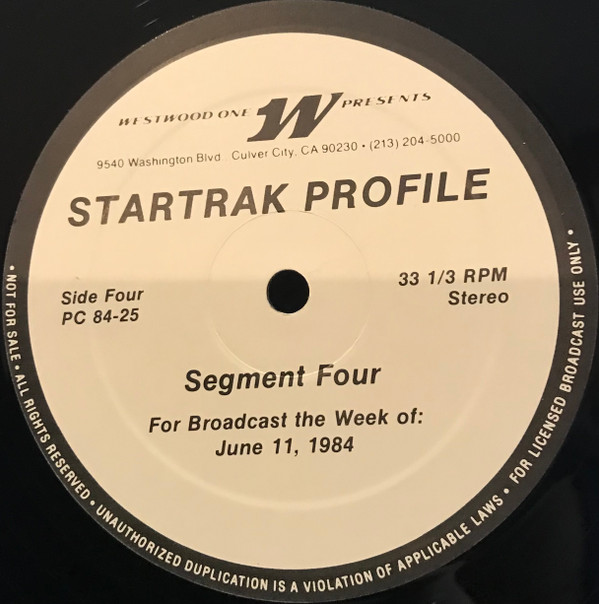 WESTWOOD ONE W PRESENTS
9540 Washington Blvd. Culver City, CA 90230 • (213) 204-5000
STARTRAK PROFILE
Side Four
PC 84-25
33 1/3 RPM
Stereo
Segment Four
For Broadcast the Week of:
June 11, 1984
• NOT FOR SALE • ALL RIGHTS RESERVED • UNAUTHORIZED DUPLICATION IS A VIOLATION OF APPLICABLE LAWS • FOR LICENSED BROADCAST USE ONLY •